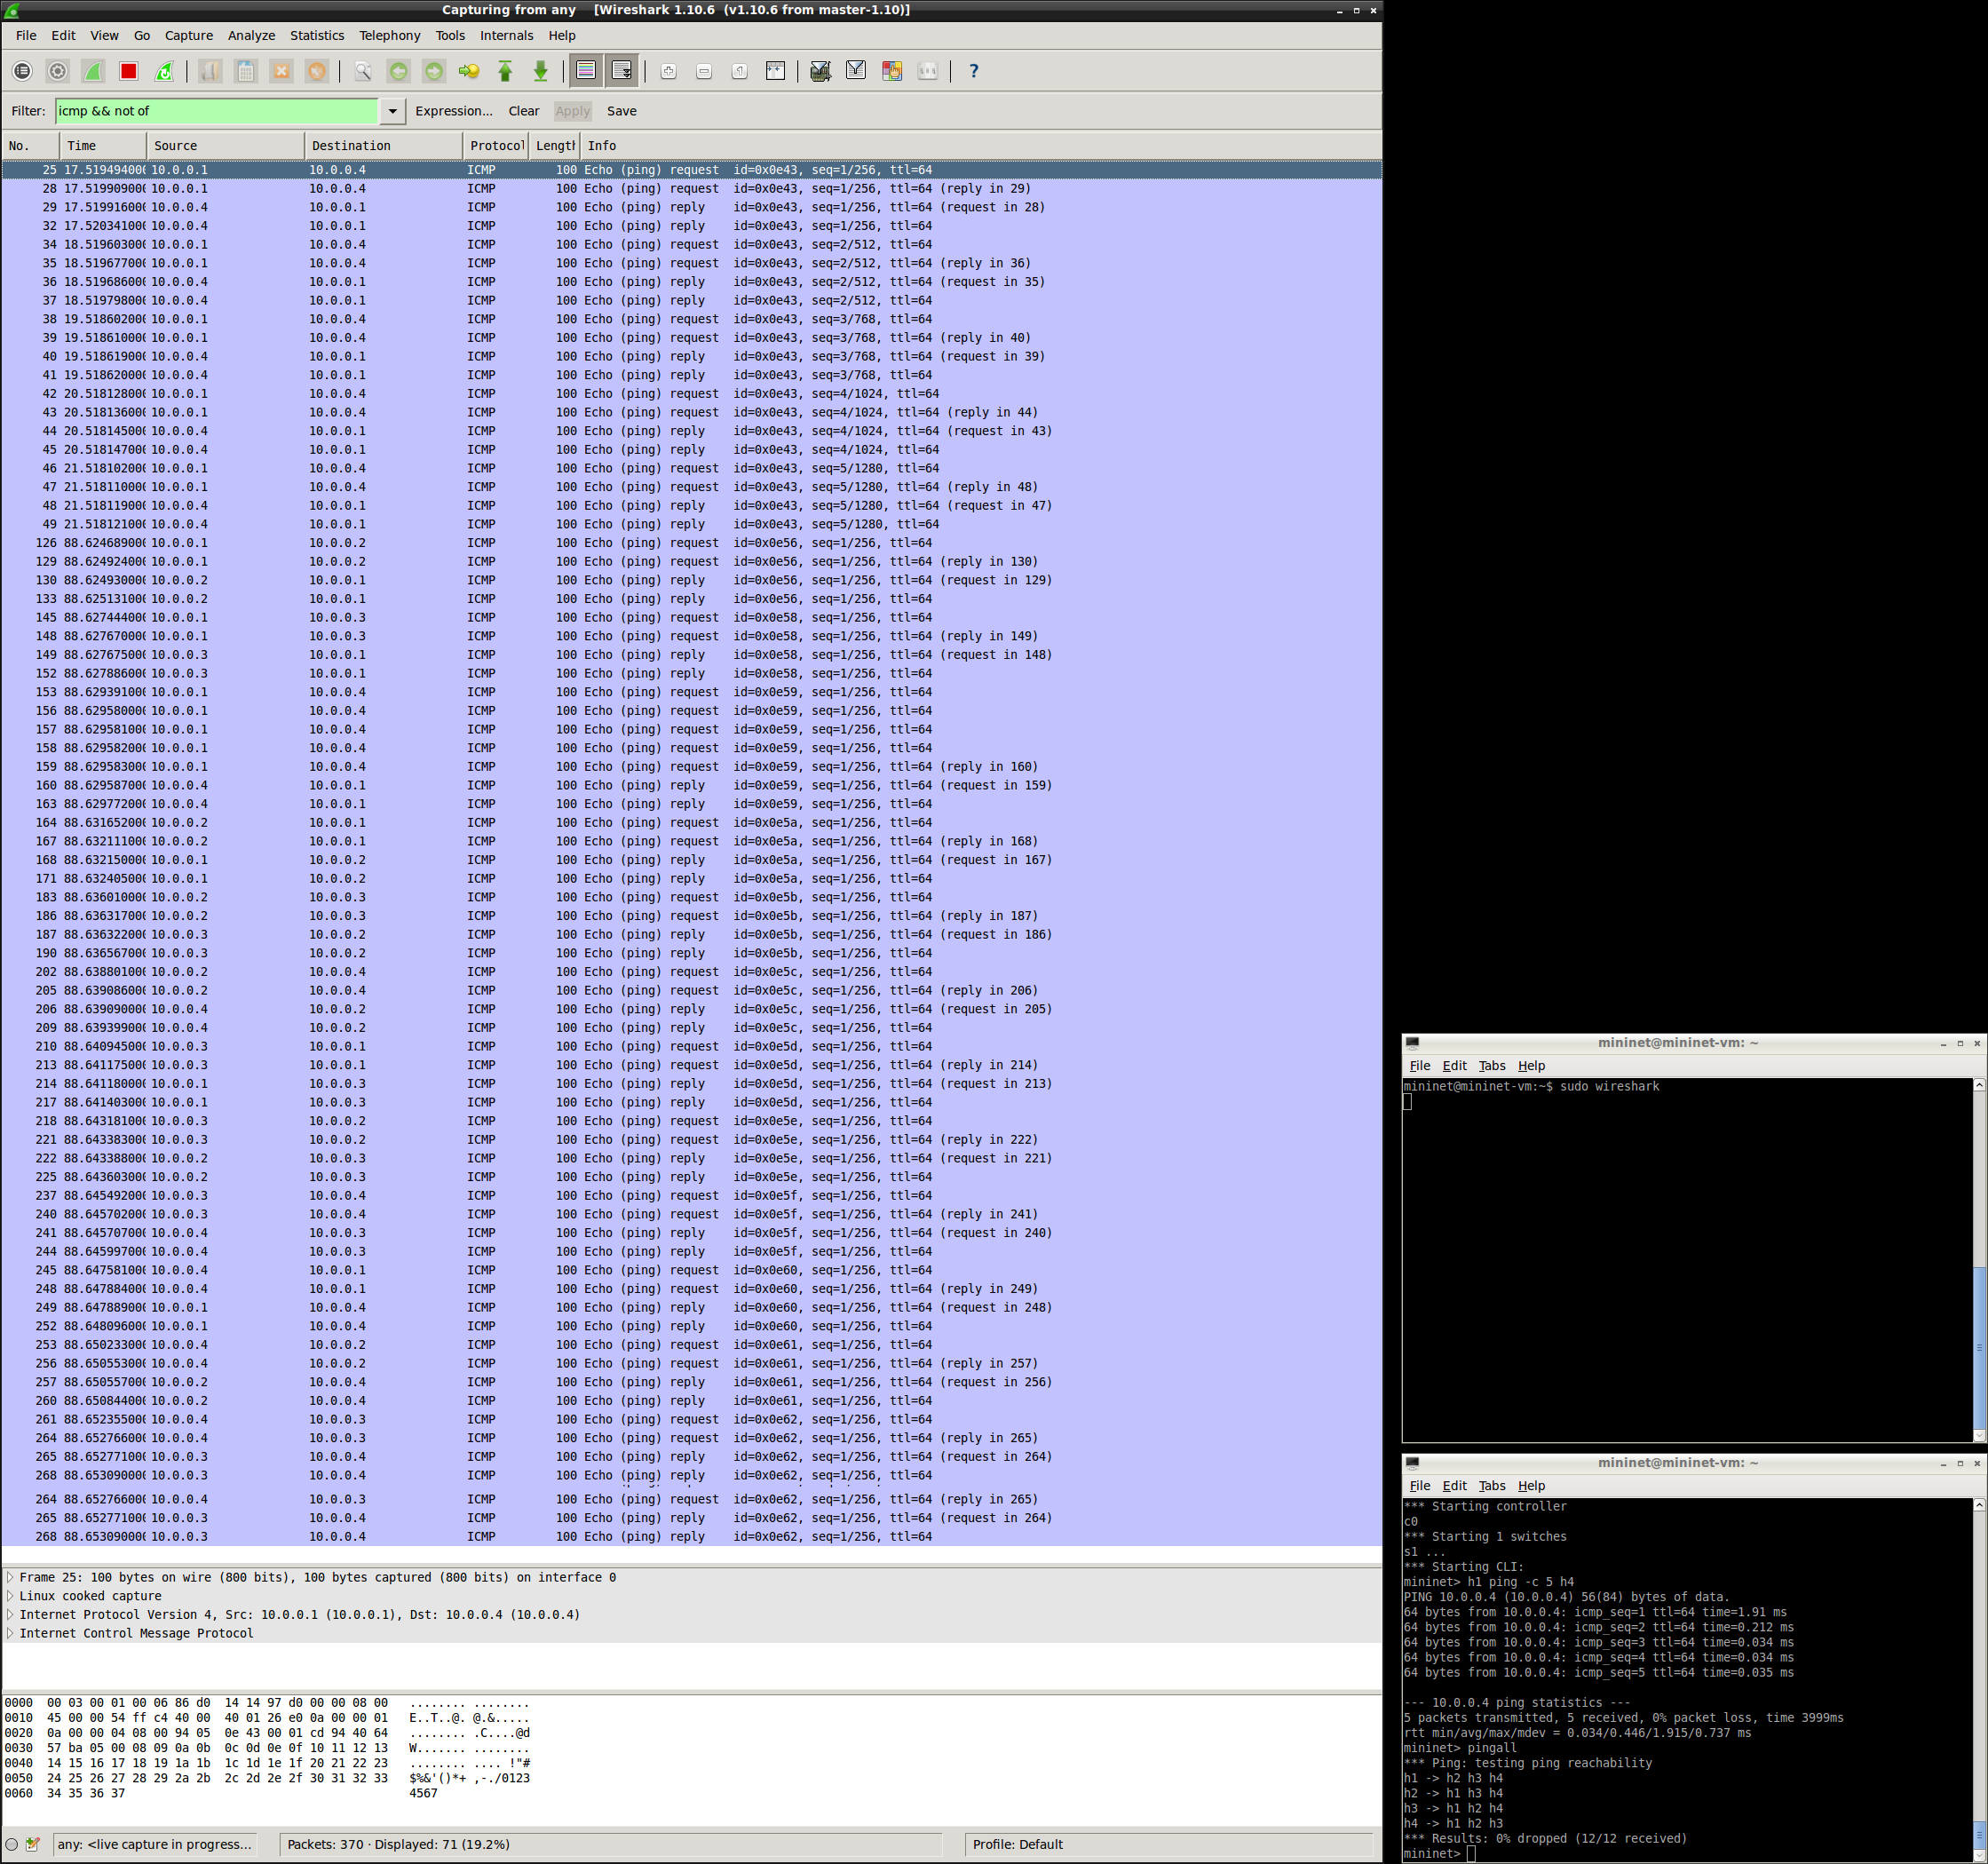 Capturing from any    [Wireshark 1.10.6  (v1.10.6 from master-1.10)]
File  Edit  View  Go  Capture  Analyze  Statistics  Telephony  Tools  Internals  Help
Filter: icmp && not of  Expression...  Clear  Apply  Save
No.  Time  Source  Destination  Protocol  Length  Info
25 17.519494000 10.0.0.1 10.0.0.4 ICMP 100 Echo (ping) request id=0x0e43, seq=1/256, ttl=64
28 17.519909000 10.0.0.1 10.0.0.4 ICMP 100 Echo (ping) request id=0x0e43, seq=1/256, ttl=64 (reply in 29)
29 17.519916000 10.0.0.4 10.0.0.1 ICMP 100 Echo (ping) reply id=0x0e43, seq=1/256, ttl=64 (request in 28)
32 17.520341000 10.0.0.4 10.0.0.1 ICMP 100 Echo (ping) reply id=0x0e43, seq=1/256, ttl=64
34 18.519603000 10.0.0.1 10.0.0.4 ICMP 100 Echo (ping) request id=0x0e43, seq=2/512, ttl=64
35 18.519677000 10.0.0.1 10.0.0.4 ICMP 100 Echo (ping) request id=0x0e43, seq=2/512, ttl=64 (reply in 36)
36 18.519686000 10.0.0.4 10.0.0.1 ICMP 100 Echo (ping) reply id=0x0e43, seq=2/512, ttl=64 (request in 35)
37 18.519798000 10.0.0.4 10.0.0.1 ICMP 100 Echo (ping) reply id=0x0e43, seq=2/512, ttl=64
38 19.518602000 10.0.0.1 10.0.0.4 ICMP 100 Echo (ping) request id=0x0e43, seq=3/768, ttl=64
39 19.518610000 10.0.0.1 10.0.0.4 ICMP 100 Echo (ping) request id=0x0e43, seq=3/768, ttl=64 (reply in 40)
40 19.518619000 10.0.0.4 10.0.0.1 ICMP 100 Echo (ping) reply id=0x0e43, seq=3/768, ttl=64 (request in 39)
41 19.518620000 10.0.0.4 10.0.0.1 ICMP 100 Echo (ping) reply id=0x0e43, seq=3/768, ttl=64
42 20.518128000 10.0.0.1 10.0.0.4 ICMP 100 Echo (ping) request id=0x0e43, seq=4/1024, ttl=64
43 20.518136000 10.0.0.1 10.0.0.4 ICMP 100 Echo (ping) request id=0x0e43, seq=4/1024, ttl=64 (reply in 44)
44 20.518145000 10.0.0.4 10.0.0.1 ICMP 100 Echo (ping) reply id=0x0e43, seq=4/1024, ttl=64 (request in 43)
45 20.518147000 10.0.0.4 10.0.0.1 ICMP 100 Echo (ping) reply id=0x0e43, seq=4/1024, ttl=64
46 21.518102000 10.0.0.1 10.0.0.4 ICMP 100 Echo (ping) request id=0x0e43, seq=5/1280, ttl=64
47 21.518110000 10.0.0.1 10.0.0.4 ICMP 100 Echo (ping) request id=0x0e43, seq=5/1280, ttl=64 (reply in 48)
48 21.518119000 10.0.0.4 10.0.0.1 ICMP 100 Echo (ping) reply id=0x0e43, seq=5/1280, ttl=64 (request in 47)
49 21.518121000 10.0.0.4 10.0.0.1 ICMP 100 Echo (ping) reply id=0x0e43, seq=5/1280, ttl=64
126 88.624689000 10.0.0.1 10.0.0.2 ICMP 100 Echo (ping) request id=0x0e56, seq=1/256, ttl=64
129 88.624924000 10.0.0.1 10.0.0.2 ICMP 100 Echo (ping) request id=0x0e56, seq=1/256, ttl=64 (reply in 130)
130 88.624930000 10.0.0.2 10.0.0.1 ICMP 100 Echo (ping) reply id=0x0e56, seq=1/256, ttl=64 (request in 129)
133 88.625131000 10.0.0.2 10.0.0.1 ICMP 100 Echo (ping) reply id=0x0e56, seq=1/256, ttl=64
145 88.627444000 10.0.0.1 10.0.0.3 ICMP 100 Echo (ping) request id=0x0e58, seq=1/256, ttl=64
148 88.627670000 10.0.0.1 10.0.0.3 ICMP 100 Echo (ping) request id=0x0e58, seq=1/256, ttl=64 (reply in 149)
149 88.627675000 10.0.0.3 10.0.0.1 ICMP 100 Echo (ping) reply id=0x0e58, seq=1/256, ttl=64 (request in 148)
152 88.627886000 10.0.0.3 10.0.0.1 ICMP 100 Echo (ping) reply id=0x0e58, seq=1/256, ttl=64
153 88.629391000 10.0.0.1 10.0.0.4 ICMP 100 Echo (ping) request id=0x0e59, seq=1/256, ttl=64
156 88.629580000 10.0.0.1 10.0.0.4 ICMP 100 Echo (ping) request id=0x0e59, seq=1/256, ttl=64
157 88.629581000 10.0.0.1 10.0.0.4 ICMP 100 Echo (ping) request id=0x0e59, seq=1/256, ttl=64
158 88.629582000 10.0.0.1 10.0.0.4 ICMP 100 Echo (ping) request id=0x0e59, seq=1/256, ttl=64
159 88.629583000 10.0.0.1 10.0.0.4 ICMP 100 Echo (ping) request id=0x0e59, seq=1/256, ttl=64 (reply in 160)
160 88.629587000 10.0.0.4 10.0.0.1 ICMP 100 Echo (ping) reply id=0x0e59, seq=1/256, ttl=64 (request in 159)
163 88.629772000 10.0.0.4 10.0.0.1 ICMP 100 Echo (ping) reply id=0x0e59, seq=1/256, ttl=64
164 88.631652000 10.0.0.2 10.0.0.1 ICMP 100 Echo (ping) request id=0x0e5a, seq=1/256, ttl=64
167 88.632111000 10.0.0.2 10.0.0.1 ICMP 100 Echo (ping) request id=0x0e5a, seq=1/256, ttl=64 (reply in 168)
168 88.632150000 10.0.0.1 10.0.0.2 ICMP 100 Echo (ping) reply id=0x0e5a, seq=1/256, ttl=64 (request in 167)
171 88.632405000 10.0.0.1 10.0.0.2 ICMP 100 Echo (ping) reply id=0x0e5a, seq=1/256, ttl=64
183 88.636010000 10.0.0.2 10.0.0.3 ICMP 100 Echo (ping) request id=0x0e5b, seq=1/256, ttl=64
186 88.636317000 10.0.0.2 10.0.0.3 ICMP 100 Echo (ping) request id=0x0e5b, seq=1/256, ttl=64 (reply in 187)
187 88.636322000 10.0.0.3 10.0.0.2 ICMP 100 Echo (ping) reply id=0x0e5b, seq=1/256, ttl=64 (request in 186)
190 88.636567000 10.0.0.3 10.0.0.2 ICMP 100 Echo (ping) reply id=0x0e5b, seq=1/256, ttl=64
202 88.638801000 10.0.0.2 10.0.0.4 ICMP 100 Echo (ping) request id=0x0e5c, seq=1/256, ttl=64
205 88.639086000 10.0.0.2 10.0.0.4 ICMP 100 Echo (ping) request id=0x0e5c, seq=1/256, ttl=64 (reply in 206)
206 88.639090000 10.0.0.4 10.0.0.2 ICMP 100 Echo (ping) reply id=0x0e5c, seq=1/256, ttl=64 (request in 205)
209 88.639399000 10.0.0.4 10.0.0.2 ICMP 100 Echo (ping) reply id=0x0e5c, seq=1/256, ttl=64
210 88.640945000 10.0.0.3 10.0.0.1 ICMP 100 Echo (ping) request id=0x0e5d, seq=1/256, ttl=64
213 88.641175000 10.0.0.3 10.0.0.1 ICMP 100 Echo (ping) request id=0x0e5d, seq=1/256, ttl=64 (reply in 214)
214 88.641180000 10.0.0.1 10.0.0.3 ICMP 100 Echo (ping) reply id=0x0e5d, seq=1/256, ttl=64 (request in 213)
217 88.641403000 10.0.0.1 10.0.0.3 ICMP 100 Echo (ping) reply id=0x0e5d, seq=1/256, ttl=64
218 88.643181000 10.0.0.3 10.0.0.2 ICMP 100 Echo (ping) request id=0x0e5e, seq=1/256, ttl=64
221 88.643383000 10.0.0.3 10.0.0.2 ICMP 100 Echo (ping) request id=0x0e5e, seq=1/256, ttl=64 (reply in 222)
222 88.643388000 10.0.0.2 10.0.0.3 ICMP 100 Echo (ping) reply id=0x0e5e, seq=1/256, ttl=64 (request in 221)
225 88.643603000 10.0.0.2 10.0.0.3 ICMP 100 Echo (ping) reply id=0x0e5e, seq=1/256, ttl=64
237 88.645492000 10.0.0.3 10.0.0.4 ICMP 100 Echo (ping) request id=0x0e5f, seq=1/256, ttl=64
240 88.645702000 10.0.0.3 10.0.0.4 ICMP 100 Echo (ping) request id=0x0e5f, seq=1/256, ttl=64 (reply in 241)
241 88.645707000 10.0.0.4 10.0.0.3 ICMP 100 Echo (ping) reply id=0x0e5f, seq=1/256, ttl=64 (request in 240)
244 88.645997000 10.0.0.4 10.0.0.3 ICMP 100 Echo (ping) reply id=0x0e5f, seq=1/256, ttl=64
245 88.647581000 10.0.0.4 10.0.0.1 ICMP 100 Echo (ping) request id=0x0e60, seq=1/256, ttl=64
248 88.647884000 10.0.0.4 10.0.0.1 ICMP 100 Echo (ping) request id=0x0e60, seq=1/256, ttl=64 (reply in 249)
249 88.647889000 10.0.0.1 10.0.0.4 ICMP 100 Echo (ping) reply id=0x0e60, seq=1/256, ttl=64 (request in 248)
252 88.648096000 10.0.0.1 10.0.0.4 ICMP 100 Echo (ping) reply id=0x0e60, seq=1/256, ttl=64
253 88.650233000 10.0.0.4 10.0.0.2 ICMP 100 Echo (ping) request id=0x0e61, seq=1/256, ttl=64
256 88.650553000 10.0.0.4 10.0.0.2 ICMP 100 Echo (ping) request id=0x0e61, seq=1/256, ttl=64 (reply in 257)
257 88.650557000 10.0.0.2 10.0.0.4 ICMP 100 Echo (ping) reply id=0x0e61, seq=1/256, ttl=64 (request in 256)
260 88.650844000 10.0.0.2 10.0.0.4 ICMP 100 Echo (ping) reply id=0x0e61, seq=1/256, ttl=64
261 88.652355000 10.0.0.4 10.0.0.3 ICMP 100 Echo (ping) request id=0x0e62, seq=1/256, ttl=64
264 88.652766000 10.0.0.4 10.0.0.3 ICMP 100 Echo (ping) request id=0x0e62, seq=1/256, ttl=64 (reply in 265)
265 88.652771000 10.0.0.3 10.0.0.4 ICMP 100 Echo (ping) reply id=0x0e62, seq=1/256, ttl=64 (request in 264)
268 88.653090000 10.0.0.3 10.0.0.4 ICMP 100 Echo (ping) reply id=0x0e62, seq=1/256, ttl=64
264 88.652766000 10.0.0.4 10.0.0.3 ICMP 100 Echo (ping) request id=0x0e62, seq=1/256, ttl=64 (reply in 265)
265 88.652771000 10.0.0.3 10.0.0.4 ICMP 100 Echo (ping) reply id=0x0e62, seq=1/256, ttl=64 (request in 264)
268 88.653090000 10.0.0.3 10.0.0.4 ICMP 100 Echo (ping) reply id=0x0e62, seq=1/256, ttl=64
Frame 25: 100 bytes on wire (800 bits), 100 bytes captured (800 bits) on interface 0
Linux cooked capture
Internet Protocol Version 4, Src: 10.0.0.1 (10.0.0.1), Dst: 10.0.0.4 (10.0.0.4)
Internet Control Message Protocol
0000  00 03 00 01 00 06 86 d0  14 14 97 d0 00 00 08 00   ........ ........
0010  45 00 00 54 ff c4 40 00  40 01 26 e0 0a 00 00 01   E..T..@. @.&.....
0020  0a 00 00 04 08 00 94 05  0e 43 00 01 cd 94 40 64   ........ .C....@d
0030  57 ba 05 00 08 09 0a 0b  0c 0d 0e 0f 10 11 12 13   W....... ........
0040  14 15 16 17 18 19 1a 1b  1c 1d 1e 1f 20 21 22 23   ........ .... !"#
0050  24 25 26 27 28 29 2a 2b  2c 2d 2e 2f 30 31 32 33   $%&'()*+ ,-./0123
0060  34 35 36 37   4567
any: <live capture in progress...  Packets: 370 · Displayed: 71 (19.2%)  Profile: Default
mininet@mininet-vm: ~
File  Edit  Tabs  Help
mininet@mininet-vm:~$ sudo wireshark
mininet@mininet-vm: ~
File  Edit  Tabs  Help
*** Starting controller
c0
*** Starting 1 switches
s1 ...
*** Starting CLI:
mininet> h1 ping -c 5 h4
PING 10.0.0.4 (10.0.0.4) 56(84) bytes of data.
64 bytes from 10.0.0.4: icmp_seq=1 ttl=64 time=1.91 ms
64 bytes from 10.0.0.4: icmp_seq=2 ttl=64 time=0.212 ms
64 bytes from 10.0.0.4: icmp_seq=3 ttl=64 time=0.034 ms
64 bytes from 10.0.0.4: icmp_seq=4 ttl=64 time=0.034 ms
64 bytes from 10.0.0.4: icmp_seq=5 ttl=64 time=0.035 ms
--- 10.0.0.4 ping statistics ---
5 packets transmitted, 5 received, 0% packet loss, time 3999ms
rtt min/avg/max/mdev = 0.034/0.446/1.915/0.737 ms
mininet> pingall
*** Ping: testing ping reachability
h1 -> h2 h3 h4
h2 -> h1 h3 h4
h3 -> h1 h2 h4
h4 -> h1 h2 h3
*** Results: 0% dropped (12/12 received)
mininet>